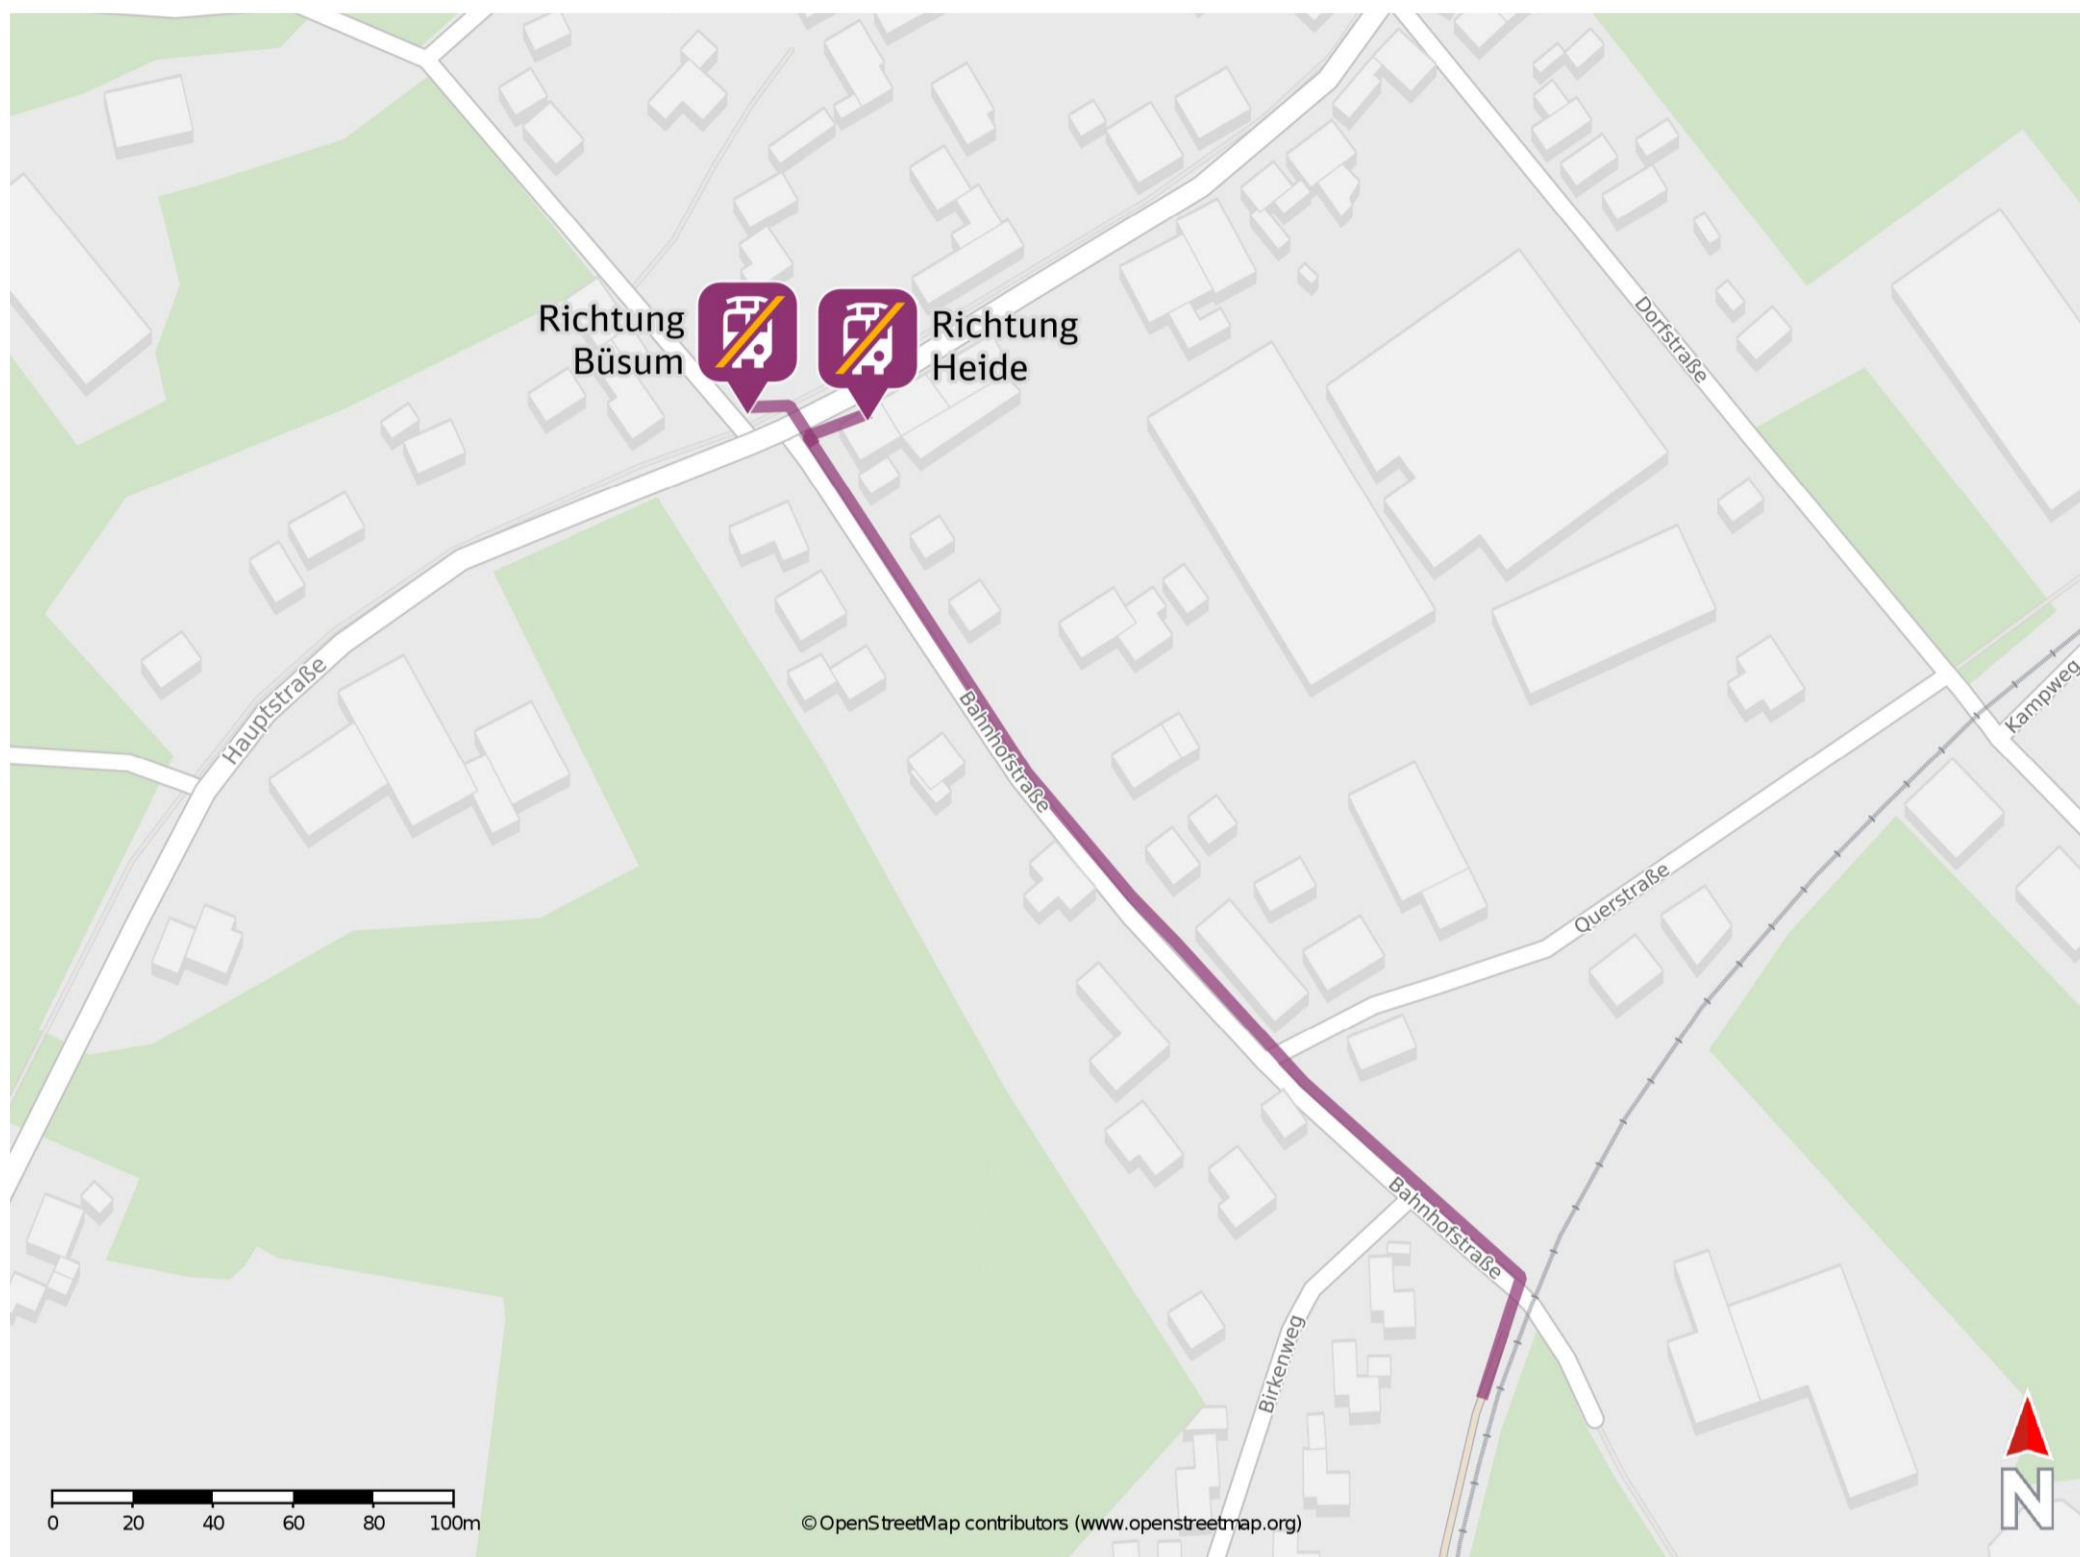 Richtung
Büsum
Richtung
Heide
Dorfstraße
Hauptstraße
Bahnhofstraße
Kampweg
Querstraße
Bahnhofstraße
Birkenweg
0 20 40 60 80 100m
© OpenStreetMap contributors (www.openstreetmap.org)
N